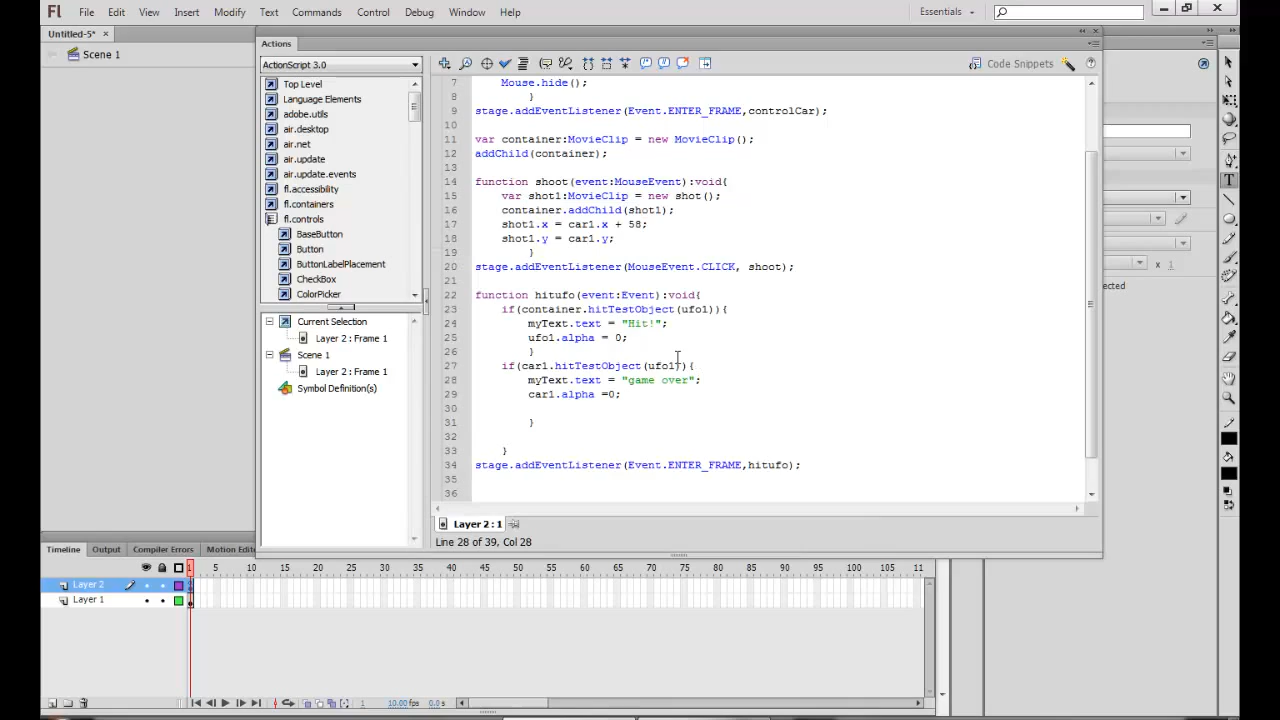 Fl File Edit View Insert Modify Text Commands Control Debug Window Help Essentials
Untitled-5* ×
Scene 1
Actions
ActionScript 3.0
Code Snippets
Top Level
Language Elements
adobe.utils
air.desktop
air.net
air.update
air.update.events
fl.accessibility
fl.containers
fl.controls
BaseButton
Button
ButtonLabelPlacement
CheckBox
ColorPicker
Current Selection
Layer 2 : Frame 1
Scene 1
Layer 2 : Frame 1
Symbol Definition(s)
7 Mouse.hide();
8 }
9 stage.addEventListener(Event.ENTER_FRAME,controlCar);
10
11 var container:MovieClip = new MovieClip();
12 addChild(container);
13
14 function shoot(event:MouseEvent):void{
15 var shot1:MovieClip = new shot();
16 container.addChild(shot1);
17 shot1.x = car1.x + 58;
18 shot1.y = car1.y;
19 }
20 stage.addEventListener(MouseEvent.CLICK, shoot);
21
22 function hitufo(event:Event):void{
23 if(container.hitTestObject(ufo1)){
24 myText.text = "Hit!";
25 ufo1.alpha = 0;
26 }
27 if(car1.hitTestObject(ufo1)){
28 myText.text = "game over";
29 car1.alpha =0;
30
31 }
32
33 }
34 stage.addEventListener(Event.ENTER_FRAME,hitufo);
35
36
Layer 2 : 1
Line 28 of 39, Col 28
ected
x 1
Timeline Output Compiler Errors Motion Edit
1 5 10 15 20 25 30 35 40 45 50 55 60 65 70 75 80 85 90 95 100 105 11
Layer 2
Layer 1
1 10.00 fps 0.0 s